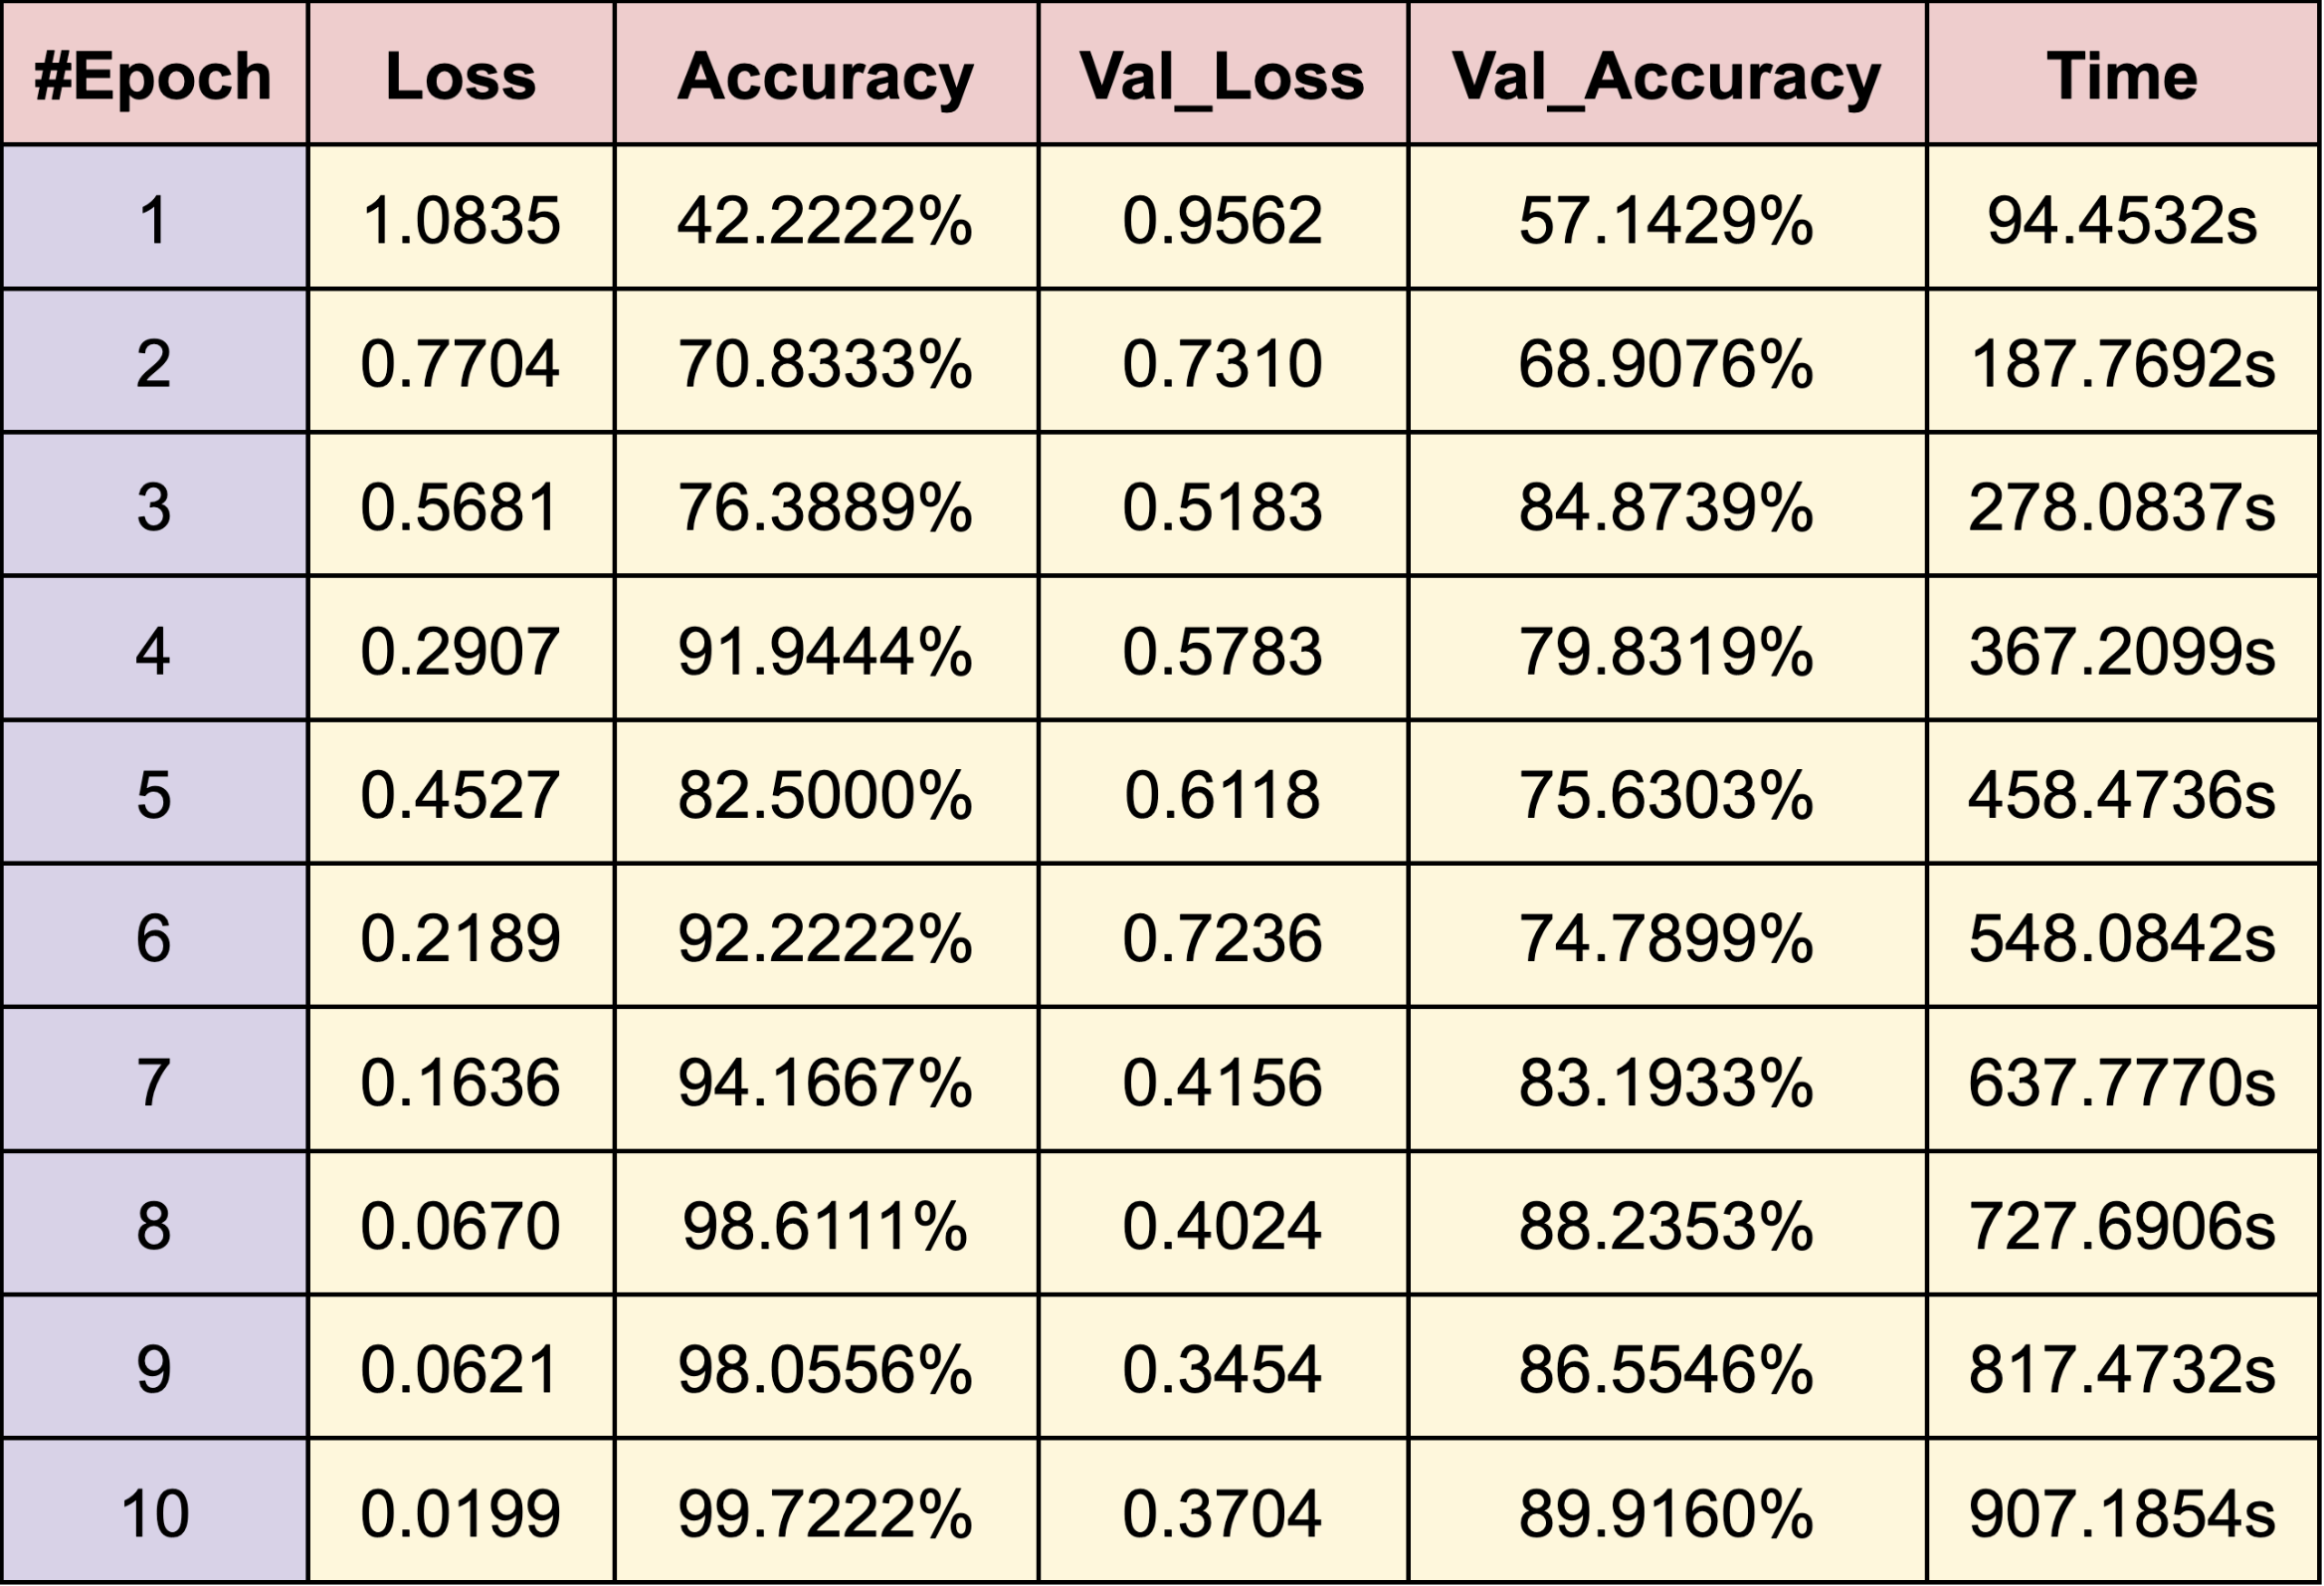 #Epoch Loss Accuracy Val_Loss Val_Accuracy Time
1 1.0835 42.2222% 0.9562 57.1429% 94.4532s
2 0.7704 70.8333% 0.7310 68.9076% 187.7692s
3 0.5681 76.3889% 0.5183 84.8739% 278.0837s
4 0.2907 91.9444% 0.5783 79.8319% 367.2099s
5 0.4527 82.5000% 0.6118 75.6303% 458.4736s
6 0.2189 92.2222% 0.7236 74.7899% 548.0842s
7 0.1636 94.1667% 0.4156 83.1933% 637.7770s
8 0.0670 98.6111% 0.4024 88.2353% 727.6906s
9 0.0621 98.0556% 0.3454 86.5546% 817.4732s
10 0.0199 99.7222% 0.3704 89.9160% 907.1854s